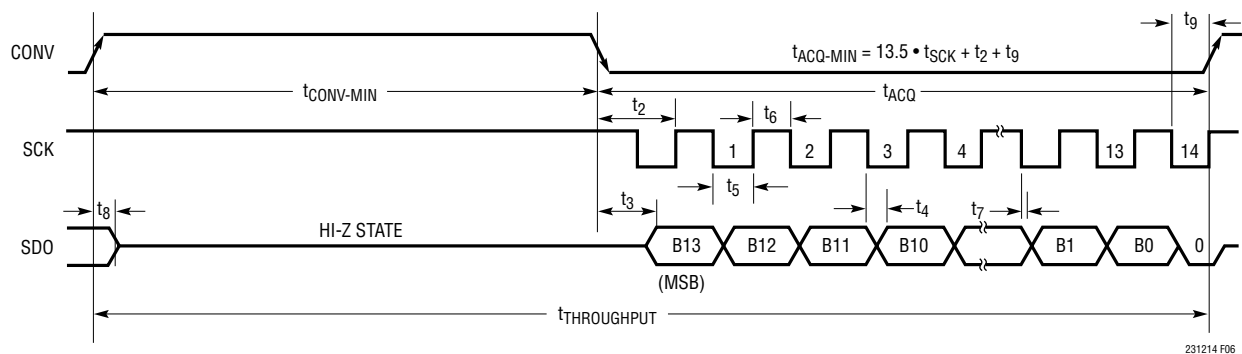 CONV
t9
tACQ-MIN = 13.5 • tSCK + t2 + t9
tCONV-MIN
tACQ
t2
t6
SCK
1 2 3 4 13 14
t5
t8
t3
t4
t7
SDO
HI-Z STATE
B13 B12 B11 B10 B1 B0 0
(MSB)
tTHROUGHPUT
231214 F06